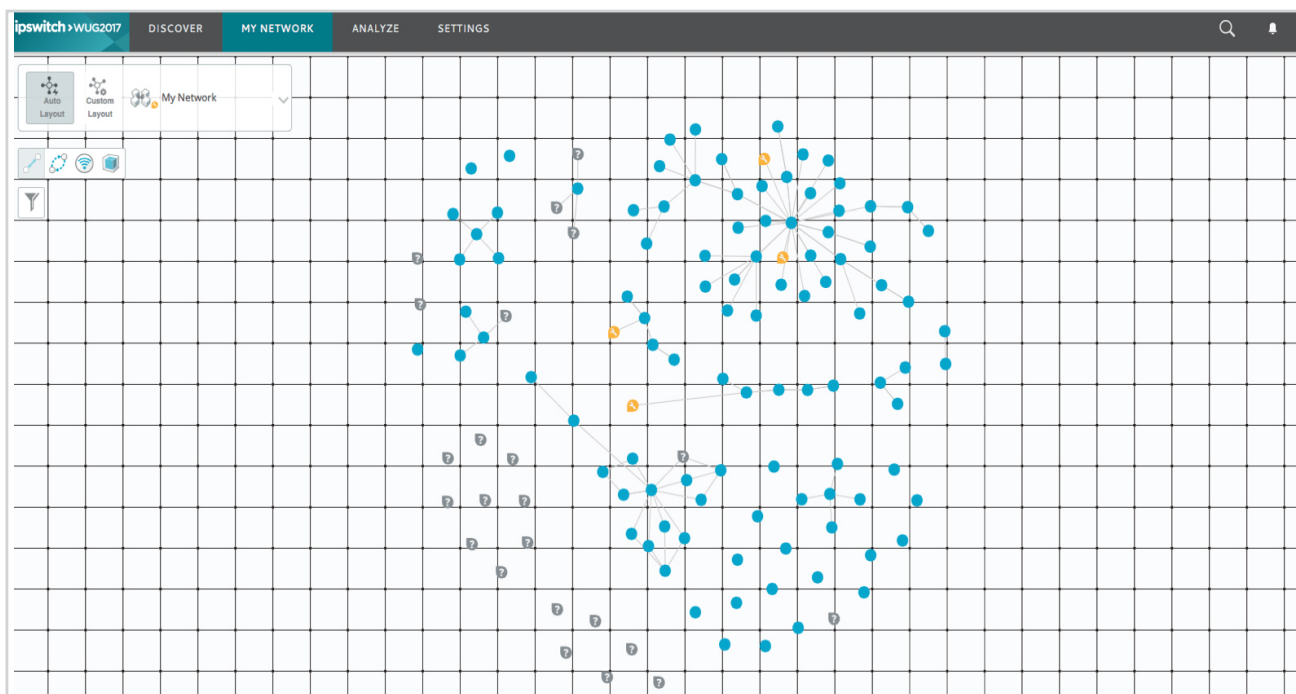 ipswitch>WUG2017 DISCOVER MY NETWORK ANALYZE SETTINGS
Auto
Layout
Custom
Layout
My Network